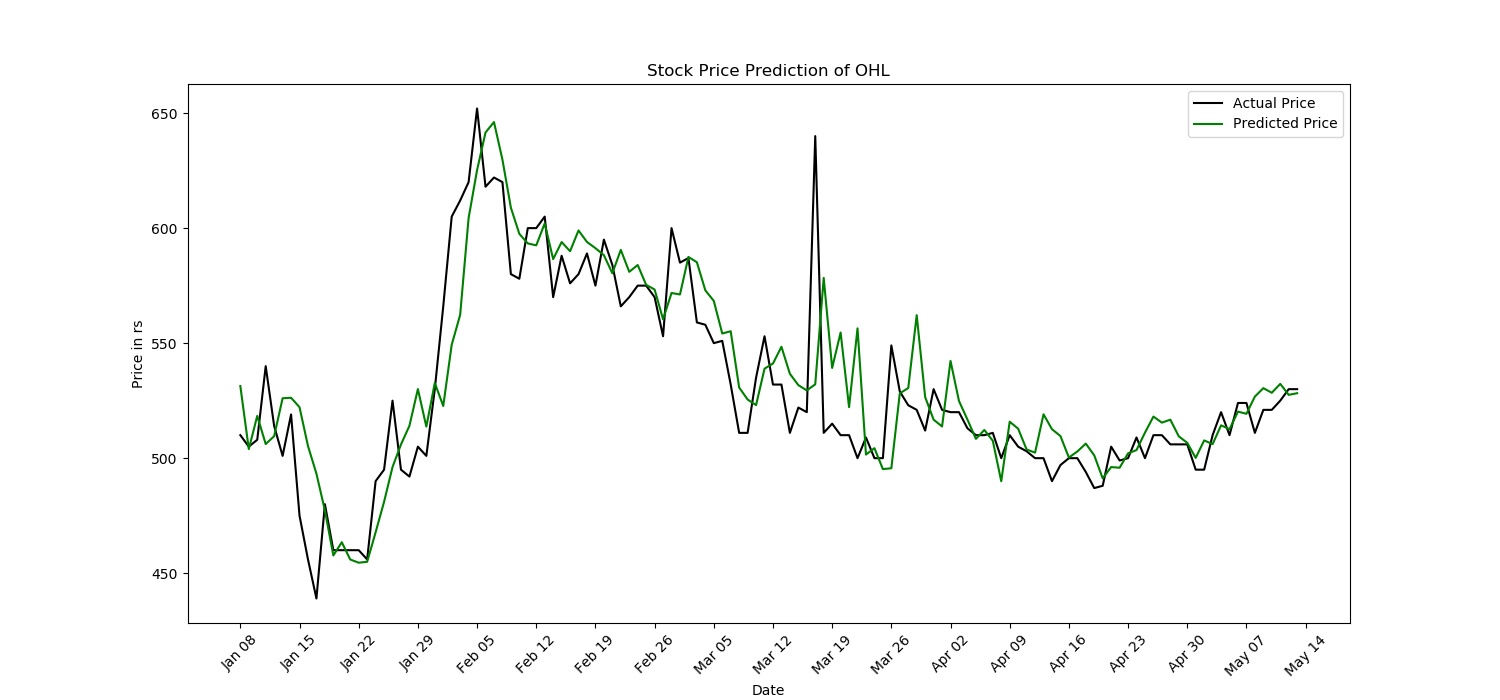 Stock Price Prediction of OHL
Actual Price
Predicted Price
Price in rs
650
600
550
500
450
Jan 08
Jan 15
Jan 22
Jan 29
Feb 05
Feb 12
Feb 19
Feb 26
Mar 05
Mar 12
Mar 19
Mar 26
Apr 02
Apr 09
Apr 16
Apr 23
Apr 30
May 07
May 14
Date